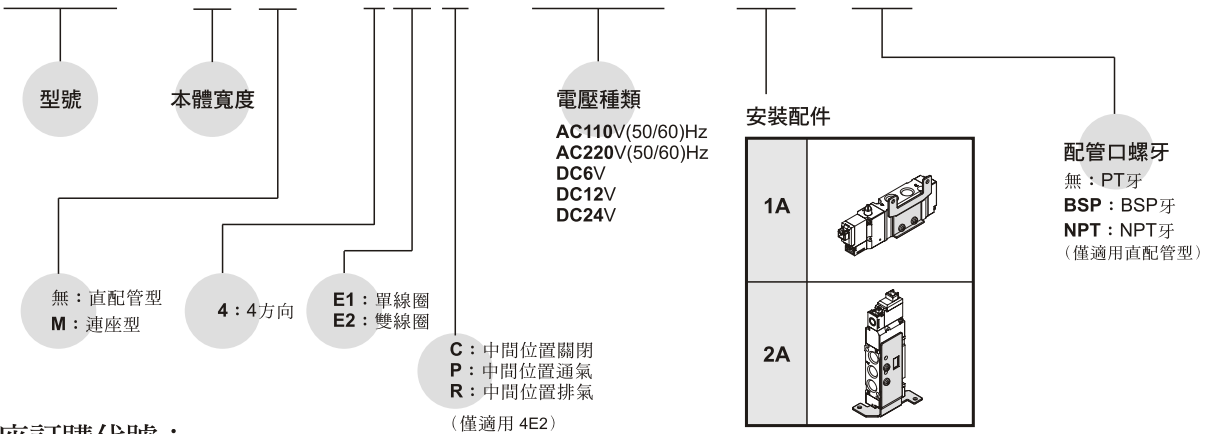 型號
本體寬度
電壓種類
AC110V(50/60)Hz
AC220V(50/60)Hz
DC6V
DC12V
DC24V
安裝配件
1A
2A
配管口螺牙
無：PT牙
BSP：BSP牙
NPT：NPT牙
（僅適用直配管型）
無：直配管型
M：連座型
4：4方向
E1：單線圈
E2：雙線圈
C：中間位置關閉
P：中間位置通氣
R：中間位置排氣
（僅適用 4E2）
座訂購代號：